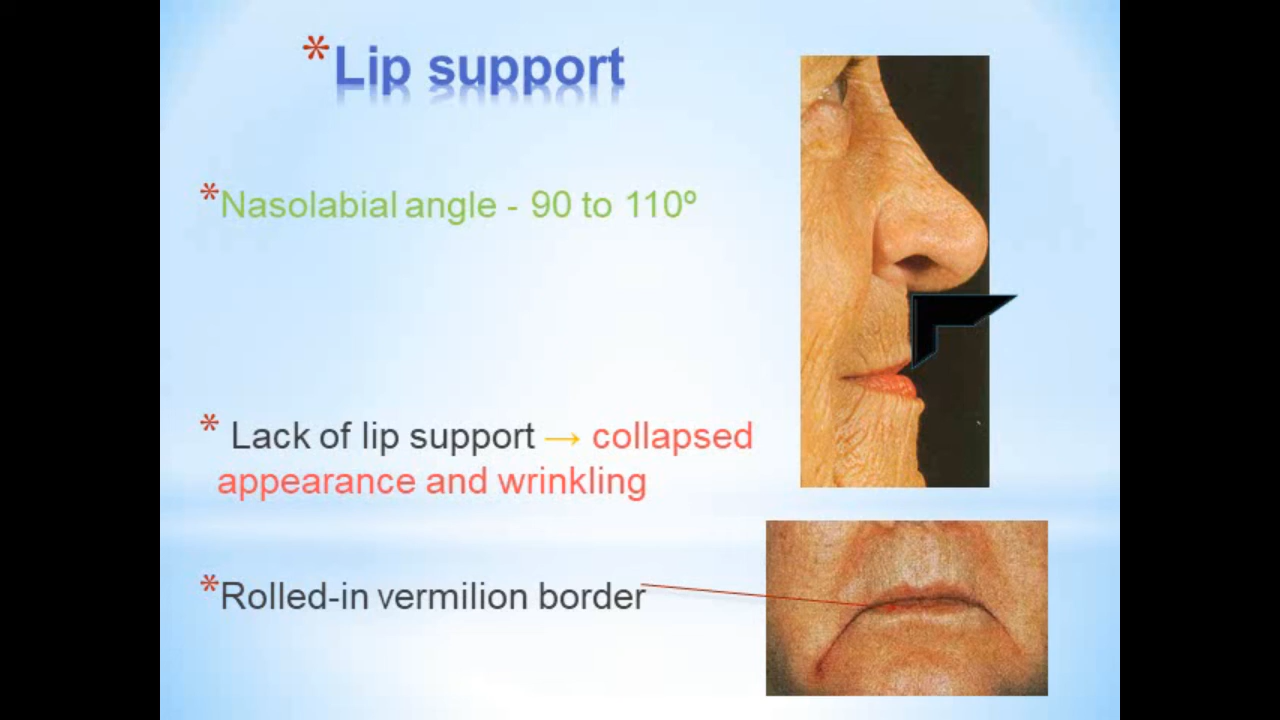 *Lip support
*Nasolabial angle - 90 to 110º
* Lack of lip support → collapsed
appearance and wrinkling
*Rolled-in vermilion border